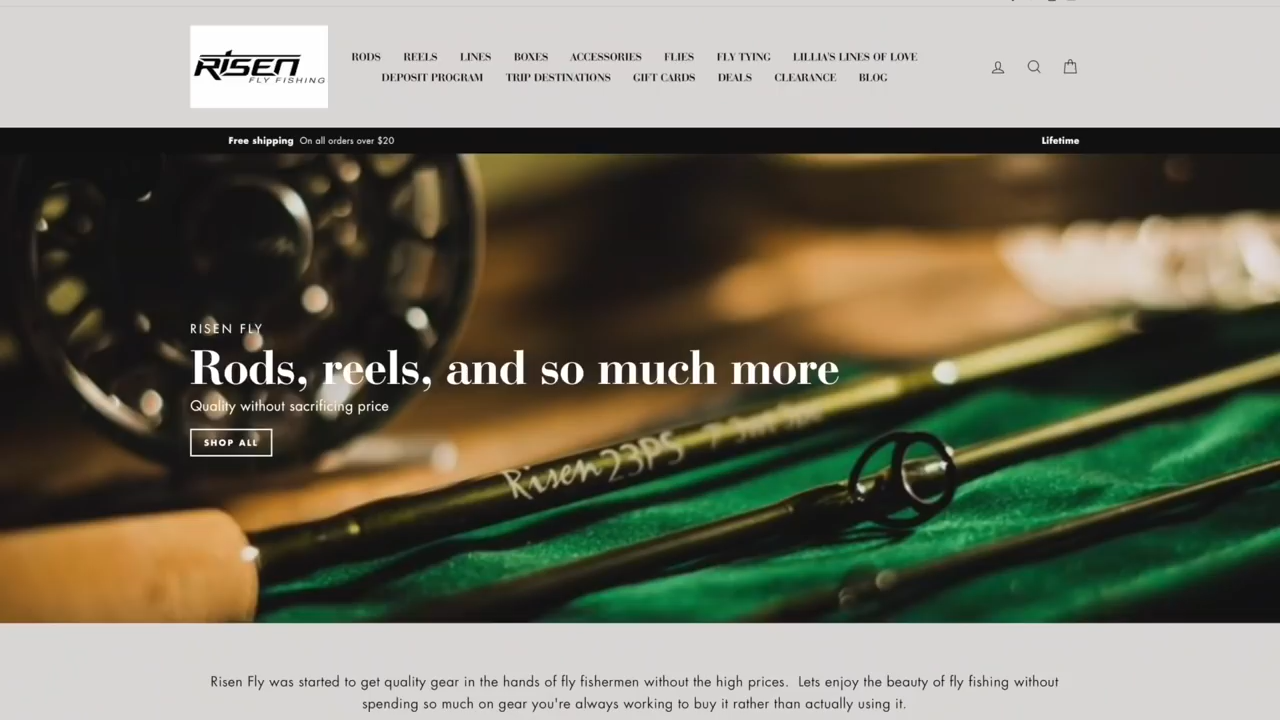 RISEN
FLY FISHING
RODS REELS LINES BOXES ACCESSORIES FLIES FLY TYING LILLIA'S LINES OF LOVE
DEPOSIT PROGRAM TRIP DESTINATIONS GIFT CARDS DEALS CLEARANCE BLOG
Free shipping On all orders over $20
Lifetime
RISEN FLY
Rods, reels, and so much more
Quality without sacrificing price
SHOP ALL
Risen 23PS
Risen Fly was started to get quality gear in the hands of fly fishermen without the high prices. Lets enjoy the beauty of fly fishing without
spending so much on gear you're always working to buy it rather than actually using it.